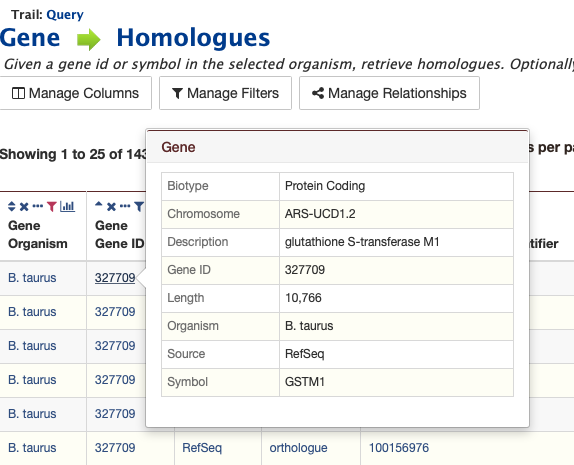 Trail: Query
Gene Homologues
Given a gene id or symbol in the selected organism, retrieve homologues. Optionally
Manage Columns Manage Filters Manage Relationships
Showing 1 to 25 of 143 s per pa
Gene
Gene Organism
Gene Gene ID
tifier
Biotype Protein Coding
Chromosome ARS-UCD1.2
Description glutathione S-transferase M1
Gene ID 327709
Length 10,766
Organism B. taurus
Source RefSeq
Symbol GSTM1
B. taurus 327709
B. taurus 327709
B. taurus 327709
B. taurus 327709
B. taurus 327709
B. taurus 327709 RefSeq orthologue 100156976